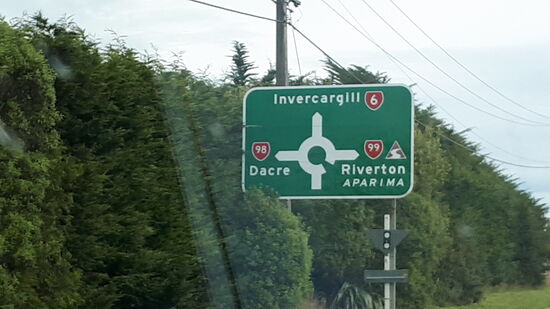 Invercargill 6
98 99
Dacre Riverton
APARIMA